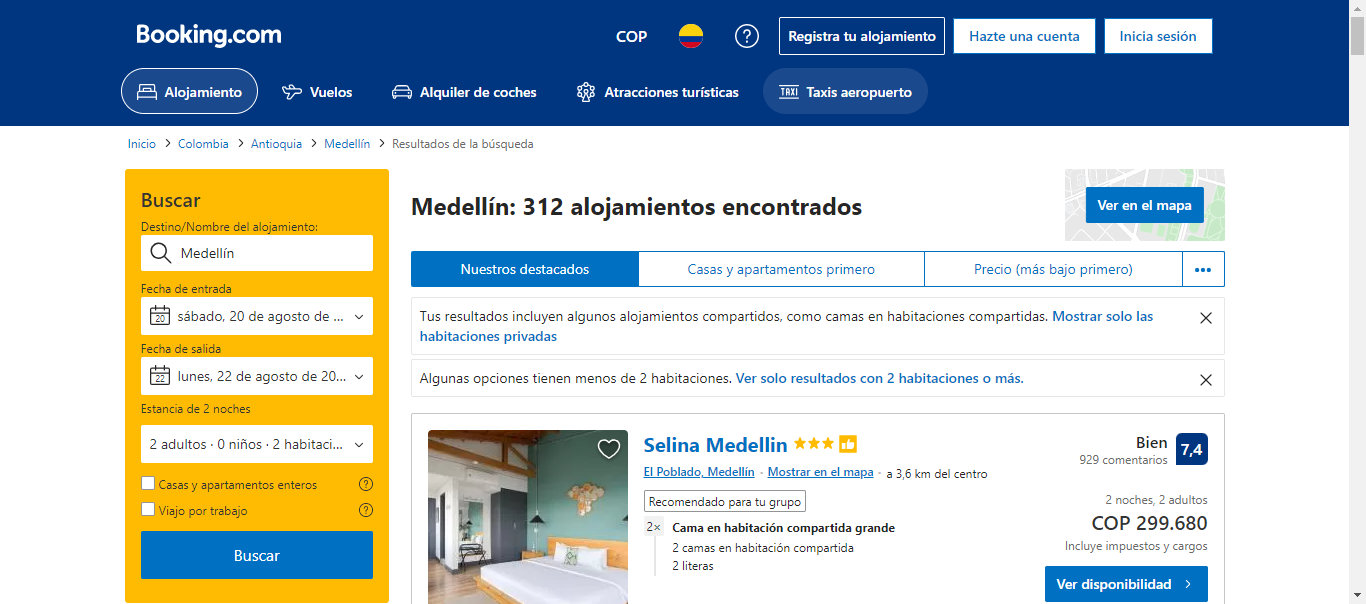 Booking.com
COP
Registra tu alojamiento
Hazte una cuenta
Inicia sesión
Alojamiento
Vuelos
Alquiler de coches
Atracciones turísticas
TAXI
Taxis aeropuerto
Inicio > Colombia > Antioquia > Medellín > Resultados de la búsqueda
Buscar
Destino/Nombre del alojamiento:
Medellín
Fecha de entrada
20
sábado, 20 de agosto de ...
Fecha de salida
22
lunes, 22 de agosto de 20...
Estancia de 2 noches
2 adultos · 0 niños · 2 habitaci...
Casas y apartamentos enteros
Viajo por trabajo
Buscar
Medellín: 312 alojamientos encontrados
Ver en el mapa
Nuestros destacados
Casas y apartamentos primero
Precio (más bajo primero)
Tus resultados incluyen algunos alojamientos compartidos, como camas en habitaciones compartidas. Mostrar solo las
habitaciones privadas
Algunas opciones tienen menos de 2 habitaciones. Ver solo resultados con 2 habitaciones o más.
Selina Medellin
El Poblado, Medellín · Mostrar en el mapa · a 3,6 km del centro
Recomendado para tu grupo
2× Cama en habitación compartida grande
2 camas en habitación compartida
2 literas
Bien
7,4
929 comentarios
2 noches, 2 adultos
COP 299.680
Incluye impuestos y cargos
Ver disponibilidad